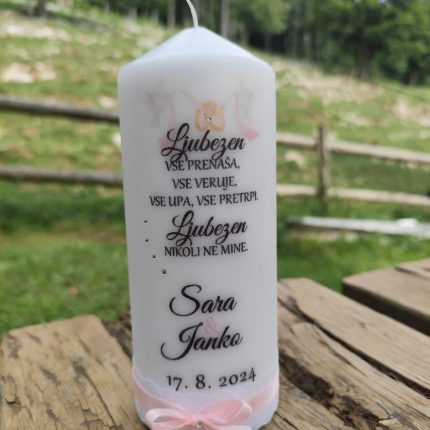 Ljubezen
VSE PRENAŠA,
VSE VERUJE,
VSE UPA, VSE PRETRPI.
Ljubezen
NIKOLI NE MINE.
Sara
&
Janko
17. 8. 2024